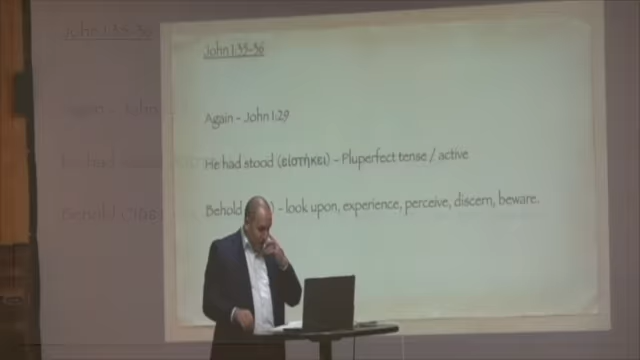 John 1:35-36
Again – John 1:29
He had stood (εἱστήκει) – Pluperfect tense / active
Behold ) – look upon, experience, perceive, discern, beware.